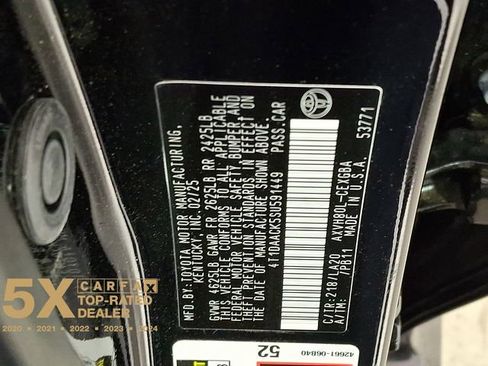 MFD. BY: TOYOTA MOTOR MANUFACTURING,
KENTUCKY, INC. 02/25
GVWR 4625LB GAWR FR 2625LB RR 2425LB
THIS VEHICLE CONFORMS TO ALL APPLICABLE
FEDERAL MOTOR VEHICLE SAFETY, BUMPER, AND
THEFT PREVENTION STANDARDS IN EFFECT ON
THE DATE OF MANUFACTURE SHOWN ABOVE.
4T1DAACK5SU591449 PASS.CAR
53771
C/TR:218 /LA20 AXVH80L-CEXGBA
A/TM: /PB11 MADE IN U.S.A.
42661-06B40
52
5X
CARFAX
TOP-RATED
DEALER
2020 • 2021 • 2022 • 2023 • 2024